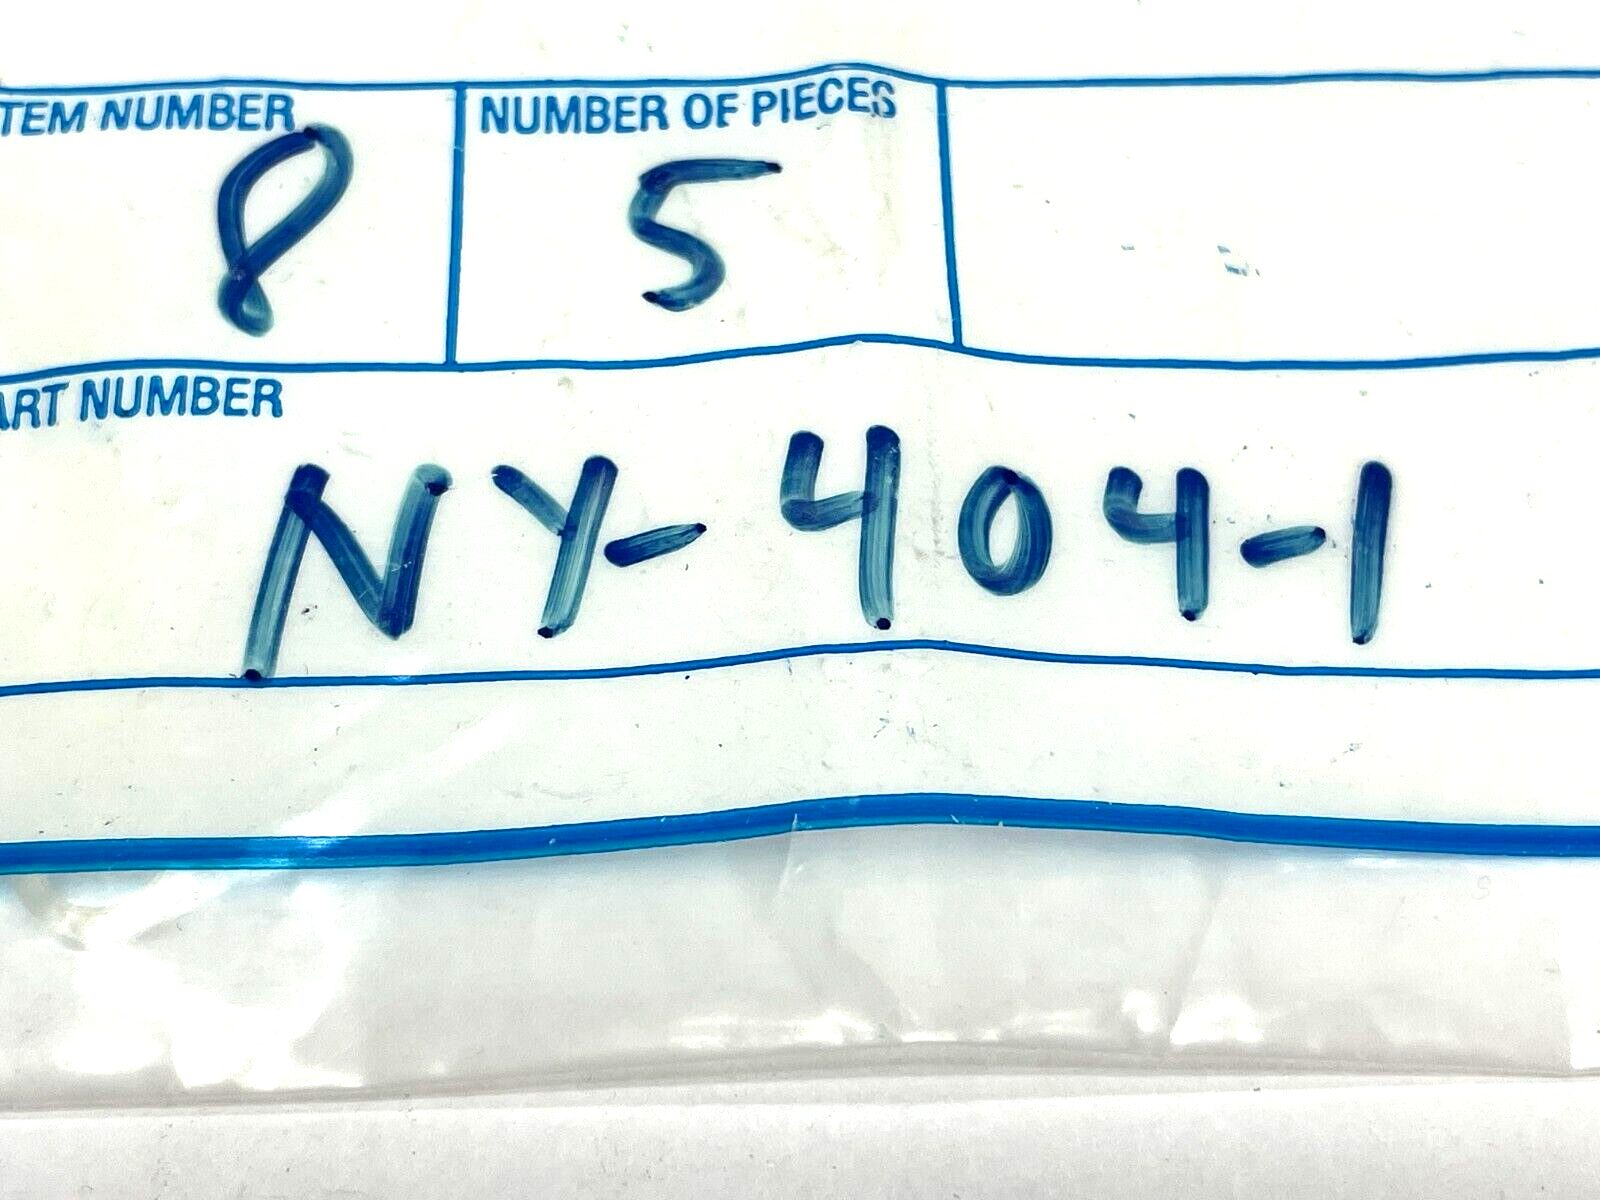 TEM NUMBER NUMBER OF PIECES
8 5
ART NUMBER
NY-404-1